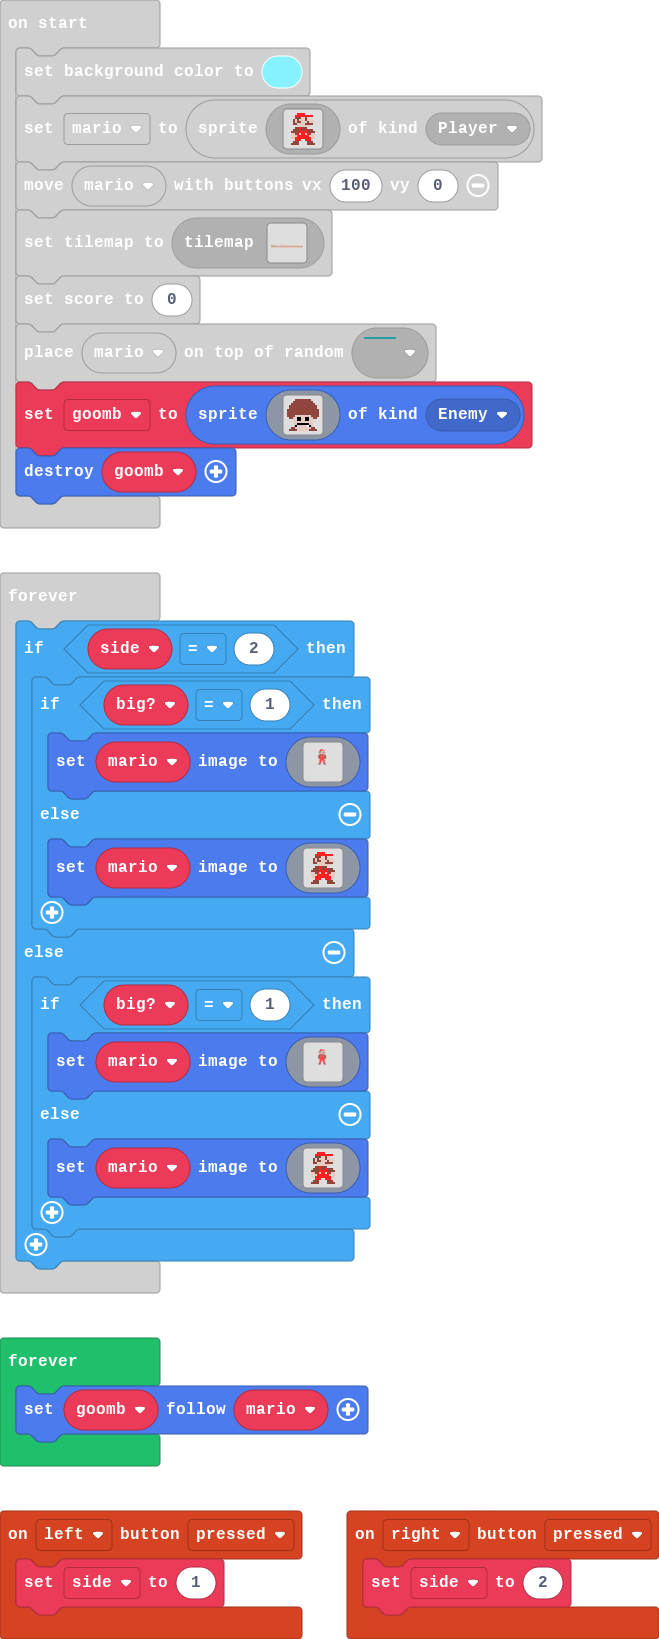 on start
set background color to
set mario to sprite of kind Player
move mario with buttons vx 100 vy 0
set tilemap to tilemap
set score to 0
place mario on top of random
set goomb to sprite of kind Enemy
destroy goomb
forever
if side = 2 then
if big? = 1 then
set mario image to
else
set mario image to
else
if big? = 1 then
set mario image to
else
set mario image to
forever
set goomb follow mario
on left button pressed
set side to 1
on right button pressed
set side to 2